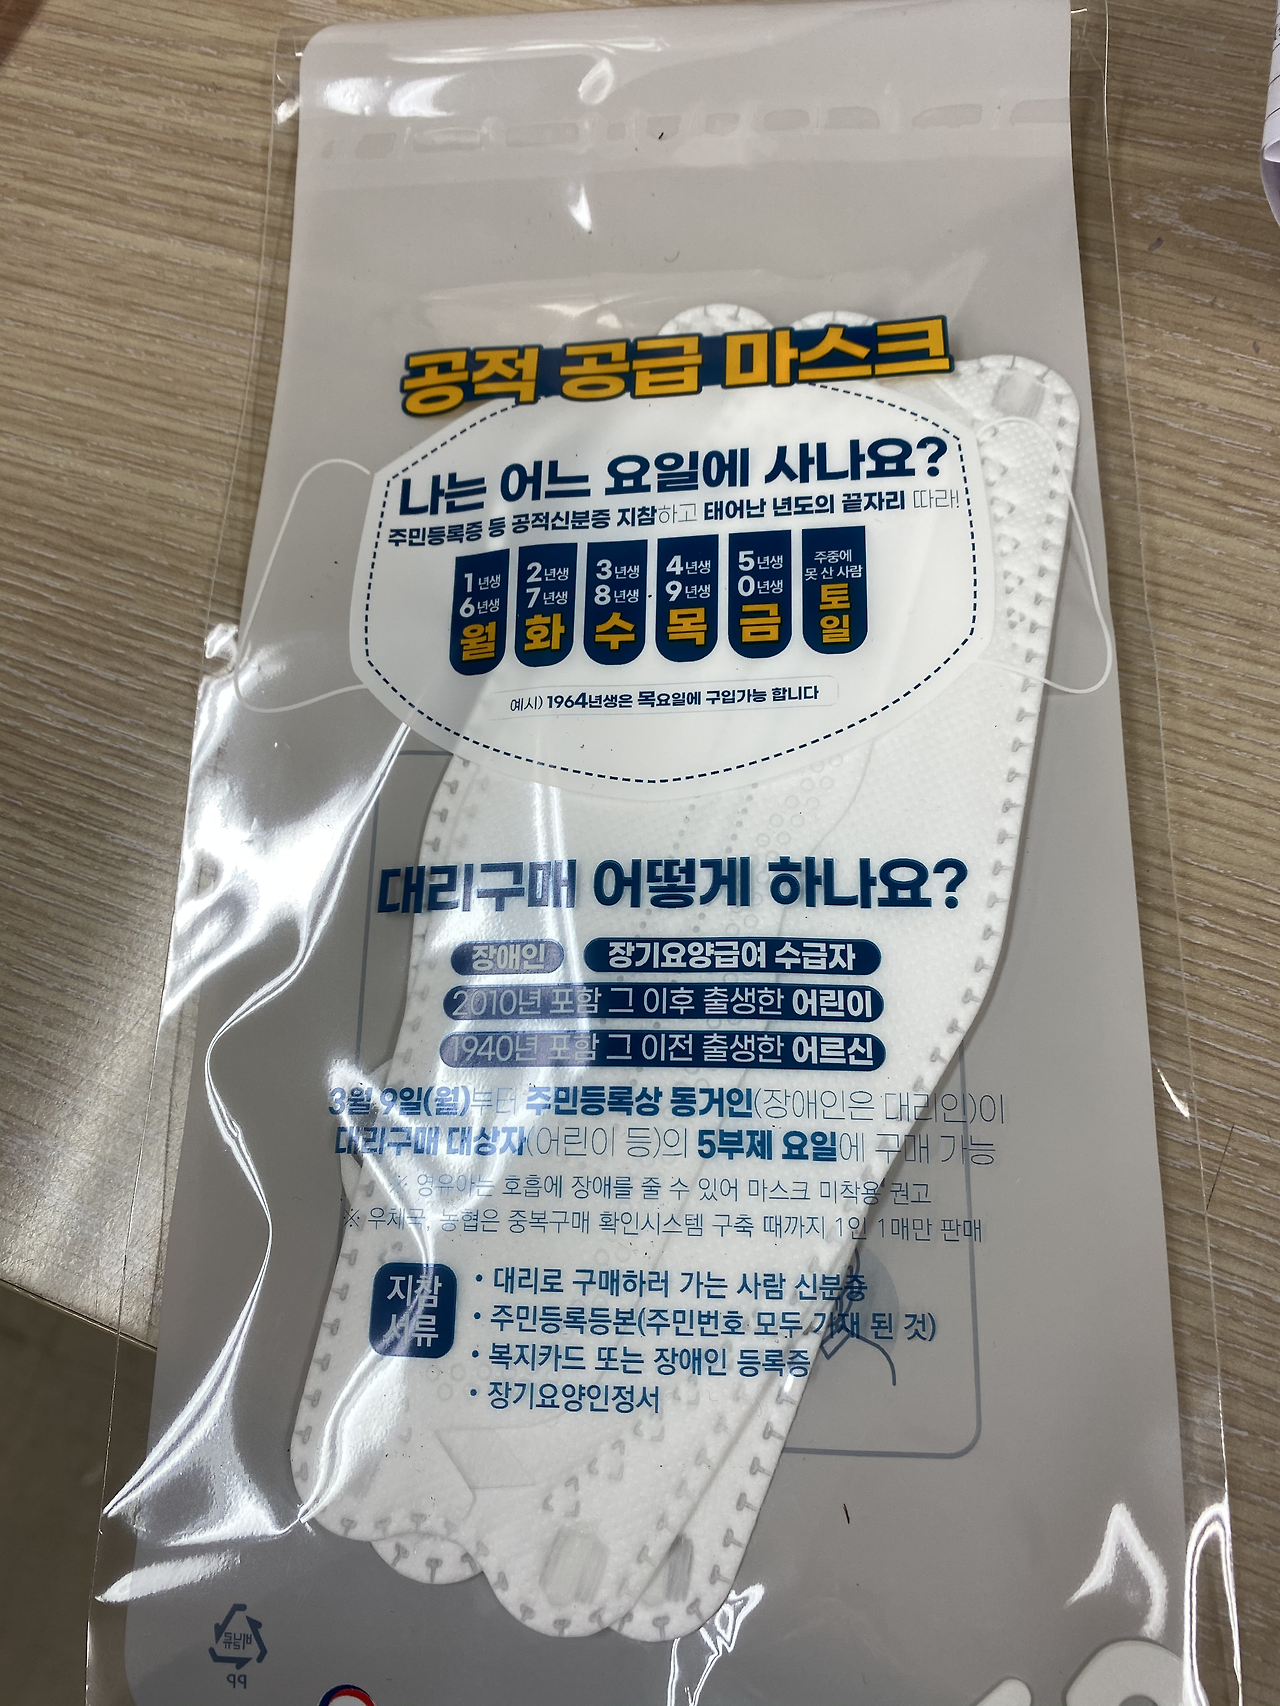 공적 공급 마스크
나는 어느 요일에 사나요?
주민등록증 등 공적신분증 지참하고 태어난 년도의 끝자리 따라!
1년생 6년생 월
2년생 7년생 화
3년생 8년생 수
4년생 9년생 목
5년생 0년생 금
주중에 못 산 사람 토 일
예시) 1964년생은 목요일에 구입가능 합니다
대리구매 어떻게 하나요?
장애인 장기요양급여 수급자
2010년 포함 그 이후 출생한 어린이
1940년 포함 그 이전 출생한 어르신
3월 9일(월)부터 주민등록상 동거인(장애인은 대리인)이
대리구매 대상자(어린이 등)의 5부제 요일에 구매 가능
※ 영유아는 호흡에 장애를 줄 수 있어 마스크 미착용 권고
※ 우체국, 농협은 중복구매 확인시스템 구축 때까지 1인 1매만 판매
지참 서류
• 대리로 구매하러 가는 사람 신분증
• 주민등록등본(주민번호 모두 기재 된 것)
• 복지카드 또는 장애인 등록증
• 장기요양인정서
비닐류
PP